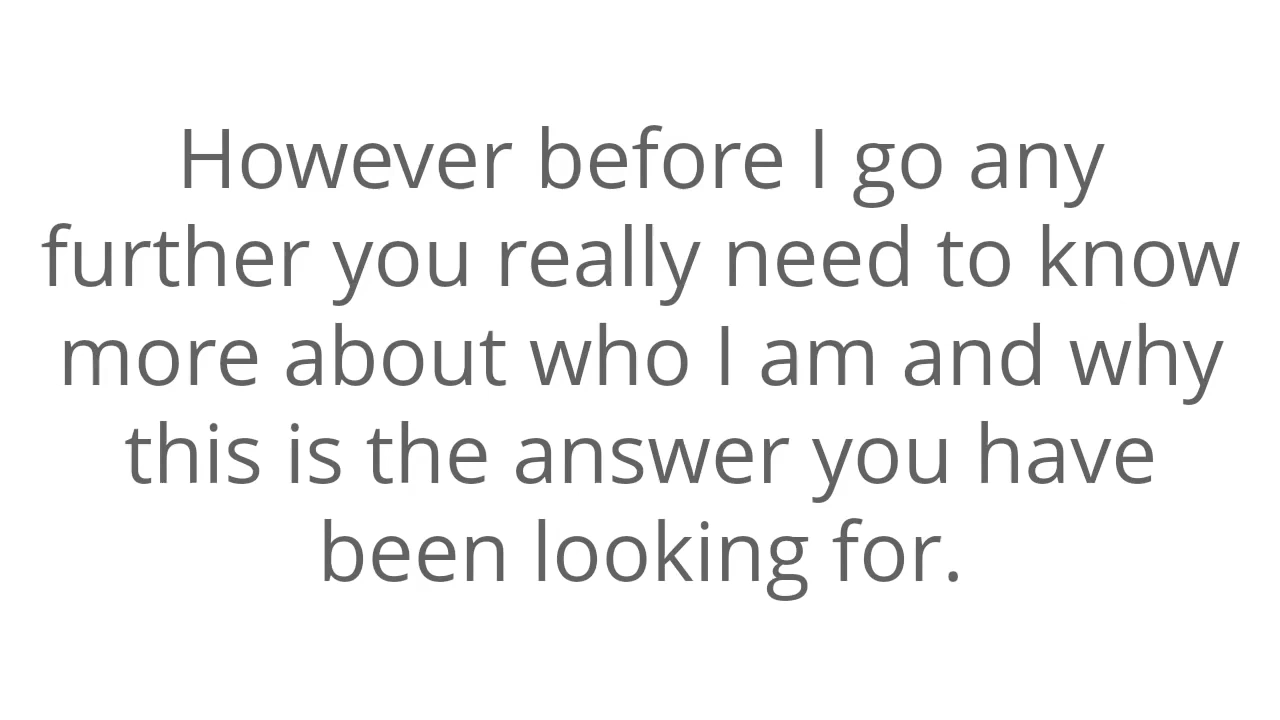 However before I go any
further you really need to know
more about who I am and why
this is the answer you have
been looking for.